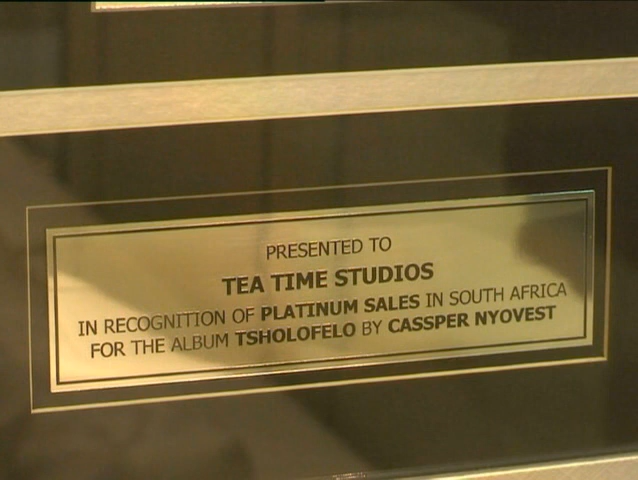 PRESENTED TO
TEA TIME STUDIOS
IN RECOGNITION OF PLATINUM SALES IN SOUTH AFRICA
FOR THE ALBUM TSHOLOFELO BY CASSPER NYOVEST